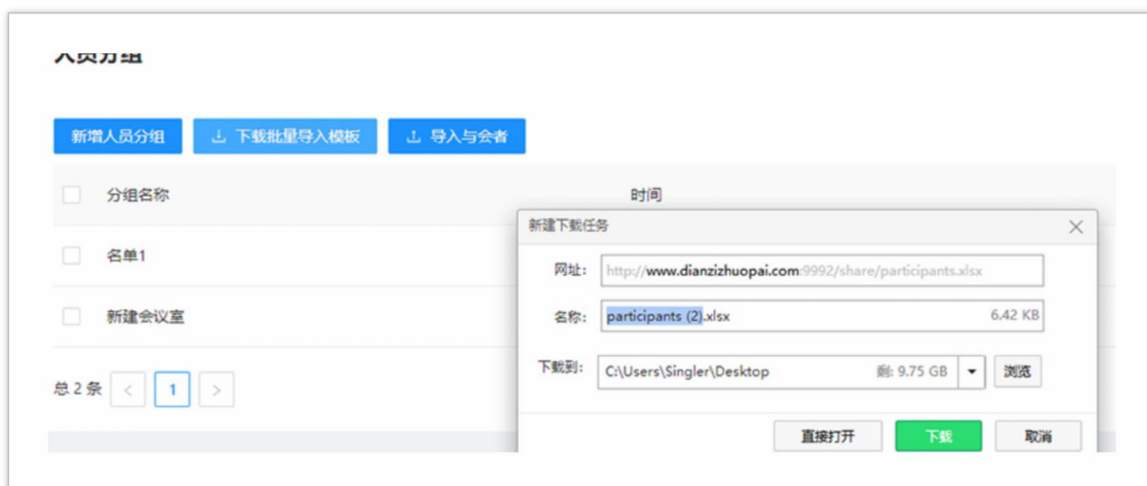 人员分组
新增人员分组 下载批量导入模板 导入与会者
分组名称 时间
名单1
新建会议室
总 2 条 < 1 >
新建下载任务
网址: http://www.dianzizhuopai.com:9992/share/participants.xlsx
名称: participants (2).xlsx 6.42 KB
下载到: C:\Users\Singler\Desktop 剩: 9.75 GB 浏览
直接打开 下载 取消